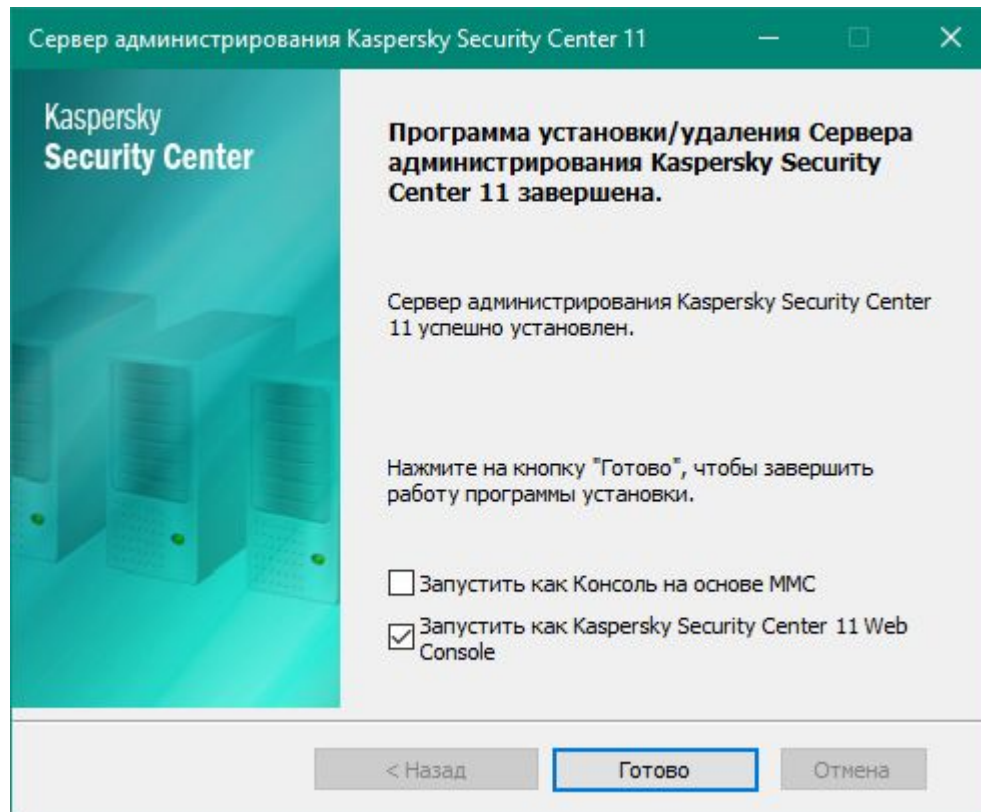 Сервер администрирования Kaspersky Security Center 11
Kaspersky
Security Center
Программа установки/удаления Сервера
администрирования Kaspersky Security
Center 11 завершена.
Сервер администрирования Kaspersky Security Center
11 успешно установлен.
Нажмите на кнопку "Готово", чтобы завершить
работу программы установки.
Запустить как Консоль на основе MMC
Запустить как Kaspersky Security Center 11 Web
Console
< Назад
Готово
Отмена